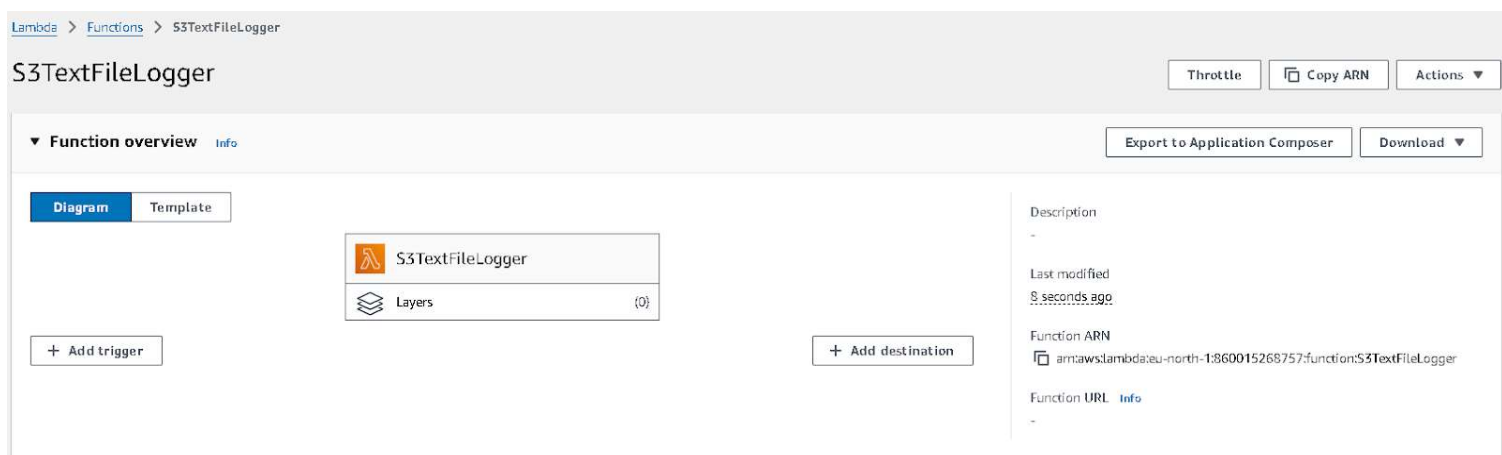 Lambda > Functions > S3TextFileLogger
S3TextFileLogger
Throttle Copy ARN Actions ▼
▼ Function overview Info
Export to Application Composer Download ▼
Diagram Template
S3TextFileLogger
Layers (0)
+ Add trigger
+ Add destination
Description
-
Last modified
8 seconds ago
Function ARN
arn:aws:lambda:eu-north-1:860015268757:function:S3TextFileLogger
Function URL Info
-